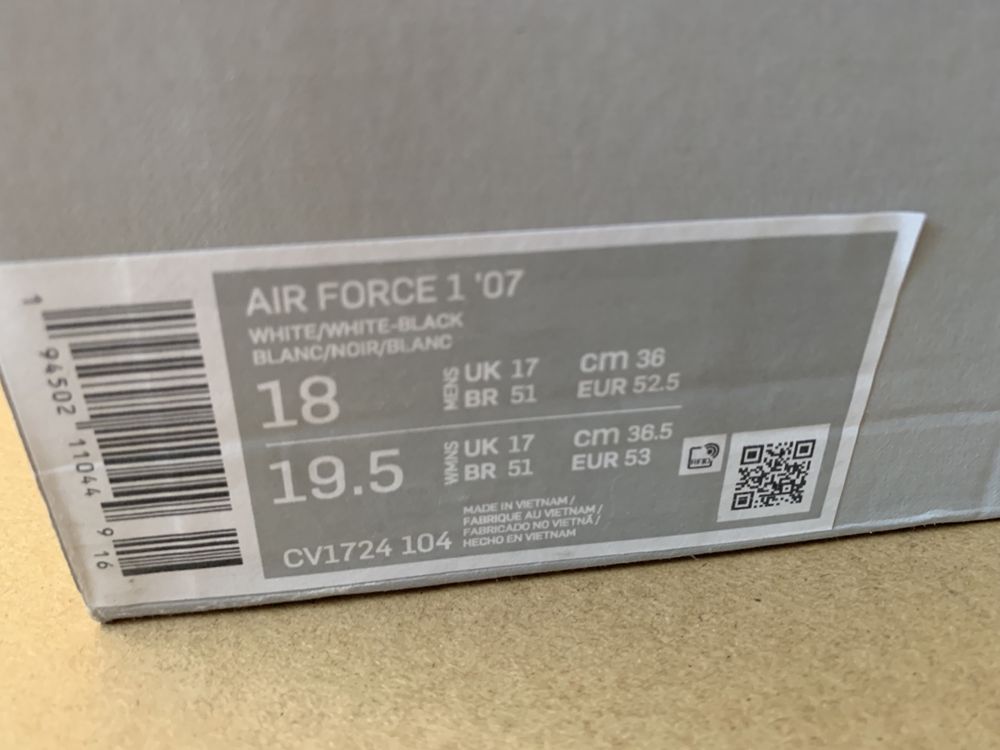 AIR FORCE 1 '07
WHITE/WHITE-BLACK
BLANC/NOIR/BLANC
18 MENS UK 17 cm 36
BR 51 EUR 52.5
19.5 WMNS UK 17 cm 36.5
BR 51 EUR 53
CV1724 104
MADE IN VIETNAM /
FABRIQUE AU VIETNAM /
FABRICADO NO VIETNÃ /
HECHO EN VIETNAM
1 94502 11044 9 16